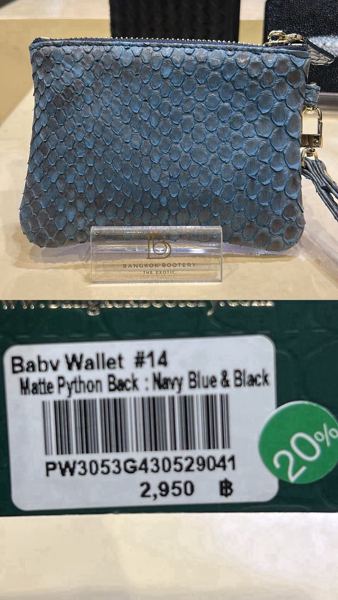 B
BANGKOK BOOTERY
THE EXOTIC
Baby Wallet #14
Matte Python Back : Navy Blue & Black
PW3053G430529041
2,950 ฿
20%